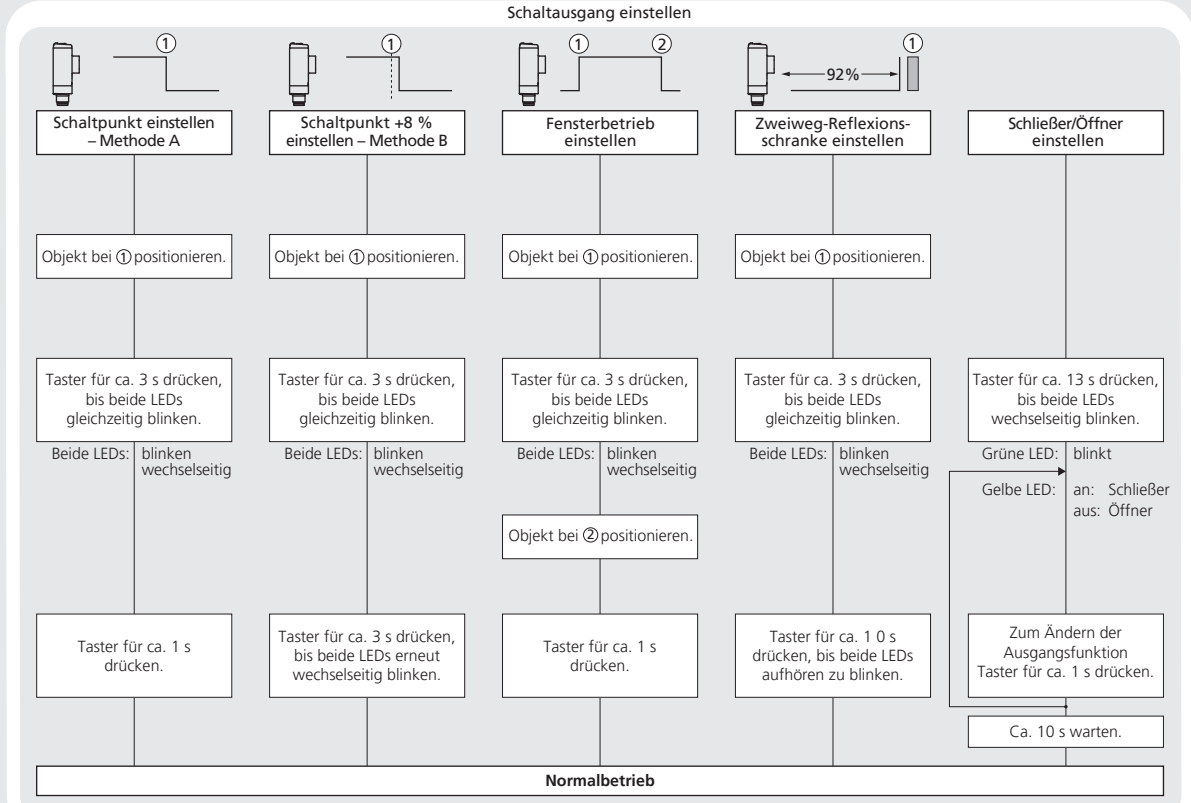 Schaltausgang einstellen
①
Schaltpunkt einstellen
– Methode A
Objekt bei ① positionieren.
Taster für ca. 3 s drücken,
bis beide LEDs
gleichzeitig blinken.
Beide LEDs: blinken
wechselseitig
Taster für ca. 1 s
drücken.
①
Schaltpunkt +8 %
einstellen – Methode B
Objekt bei ① positionieren.
Taster für ca. 3 s drücken,
bis beide LEDs
gleichzeitig blinken.
Beide LEDs: blinken
wechselseitig
Taster für ca. 3 s drücken,
bis beide LEDs erneut
wechselseitig blinken.
① ②
Fensterbetrieb
einstellen
Objekt bei ① positionieren.
Taster für ca. 3 s drücken,
bis beide LEDs
gleichzeitig blinken.
Beide LEDs: blinken
wechselseitig
Objekt bei ② positionieren.
Taster für ca. 1 s
drücken.
①
92%
Zweiweg-Reflexions-
schranke einstellen
Objekt bei ① positionieren.
Taster für ca. 3 s drücken,
bis beide LEDs
gleichzeitig blinken.
Beide LEDs: blinken
wechselseitig
Taster für ca. 1 0 s
drücken, bis beide LEDs
aufhören zu blinken.
Schließer/Öffner
einstellen
Taster für ca. 13 s drücken,
bis beide LEDs
wechselseitig blinken.
Grüne LED: blinkt
Gelbe LED: an: Schließer
aus: Öffner
Zum Ändern der
Ausgangsfunktion
Taster für ca. 1 s drücken.
Ca. 10 s warten.
Normalbetrieb